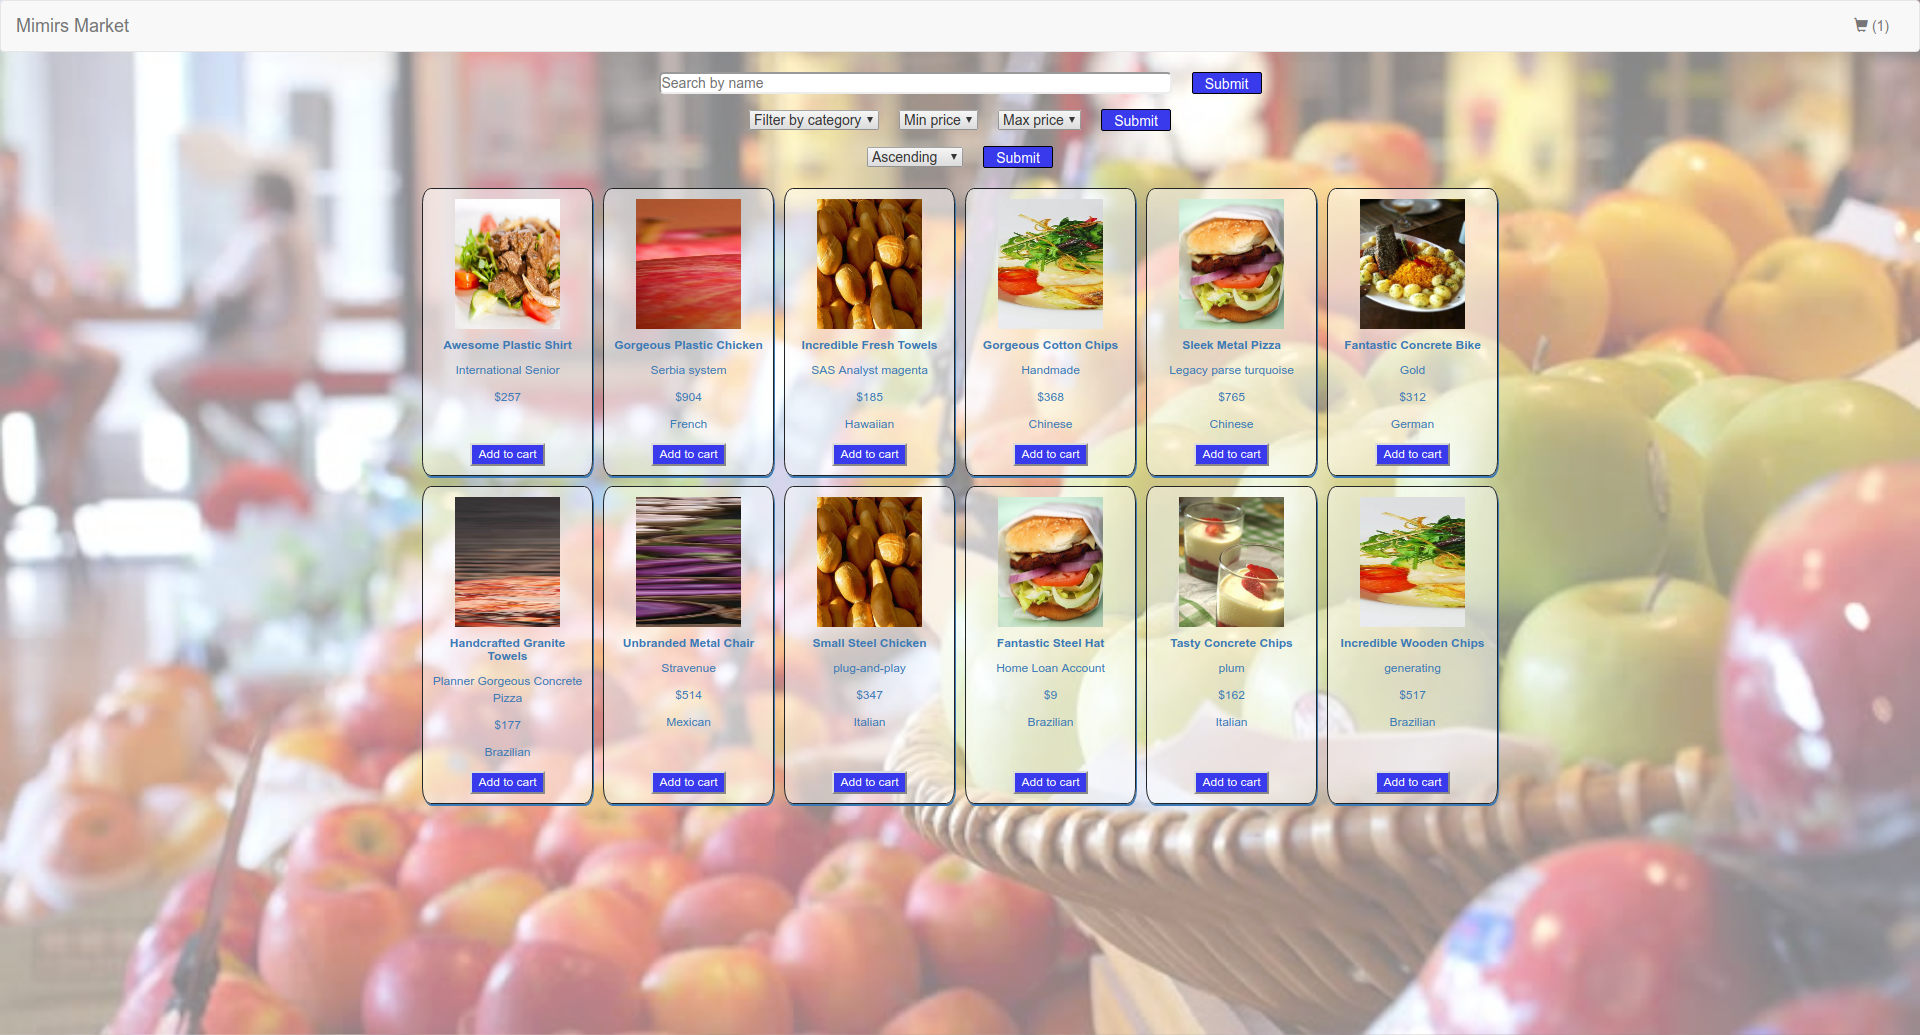 Mimirs Market
(1)
Search by name
Submit
Filter by category
Min price
Max price
Submit
Ascending
Submit
Awesome Plastic Shirt
International Senior
$257
Add to cart
Gorgeous Plastic Chicken
Serbia system
$904
French
Add to cart
Incredible Fresh Towels
SAS Analyst magenta
$185
Hawaiian
Add to cart
Gorgeous Cotton Chips
Handmade
$368
Chinese
Add to cart
Sleek Metal Pizza
Legacy parse turquoise
$765
Chinese
Add to cart
Fantastic Concrete Bike
Gold
$312
German
Add to cart
Handcrafted Granite
Towels
Planner Gorgeous Concrete
Pizza
$177
Brazilian
Add to cart
Unbranded Metal Chair
Stravenue
$514
Mexican
Add to cart
Small Steel Chicken
plug-and-play
$347
Italian
Add to cart
Fantastic Steel Hat
Home Loan Account
$9
Brazilian
Add to cart
Tasty Concrete Chips
plum
$162
Italian
Add to cart
Incredible Wooden Chips
generating
$517
Brazilian
Add to cart